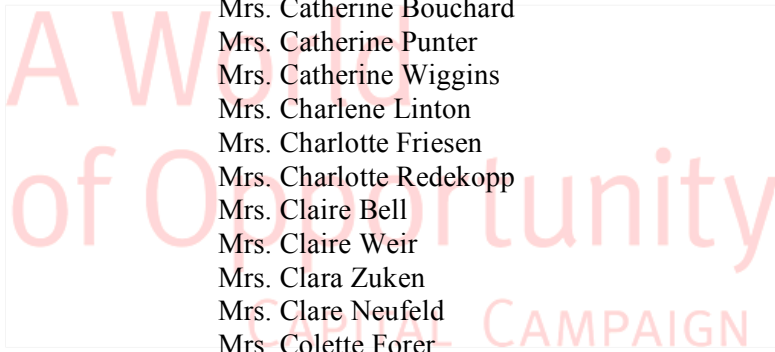 Mrs. Catherine Bouchard
A World
Mrs. Catherine Punter
Mrs. Catherine Wiggins
Mrs. Charlene Linton
Mrs. Charlotte Friesen
of Opportunity
Mrs. Charlotte Redekopp
Mrs. Claire Bell
Mrs. Claire Weir
Mrs. Clara Zuken
Mrs. Clare Neufeld
CAPITAL CAMPAIGN
Mrs. Colette Forer